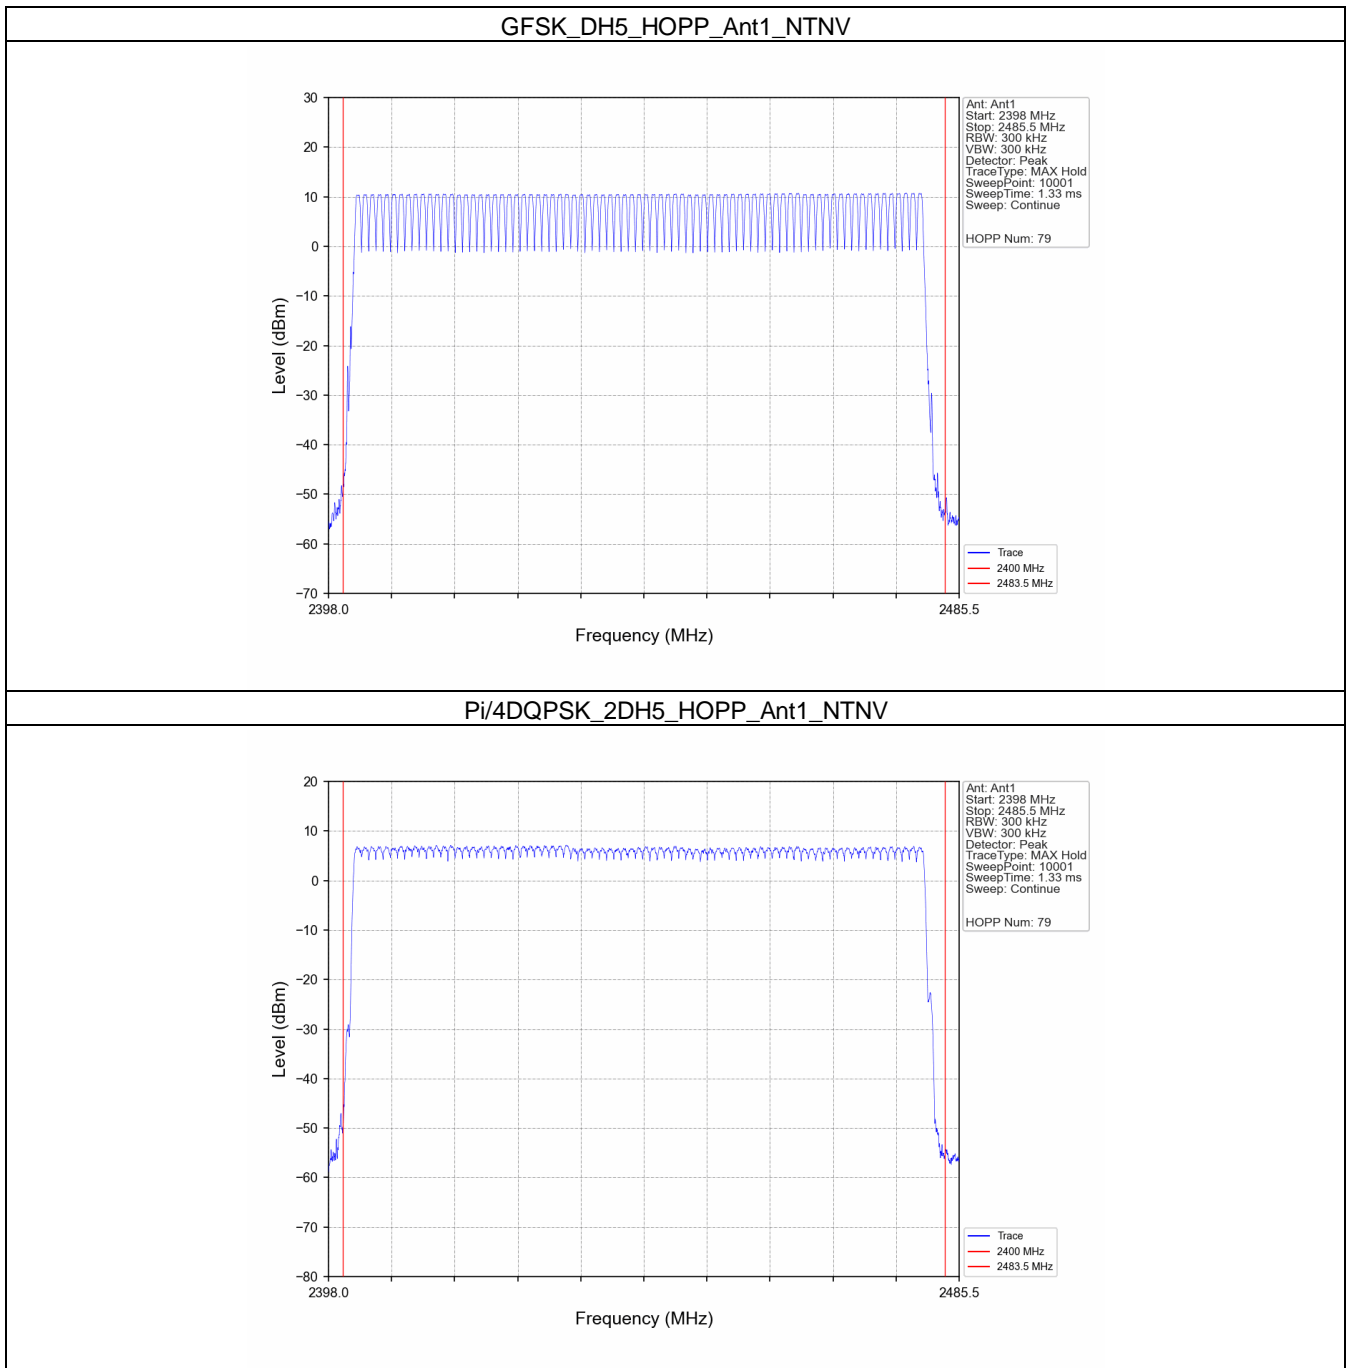 GFSK_DH5_HOPP_Ant1_NTNV
30
20
10
0
−10
−20
−30
−40
−50
−60
−70
Level (dBm)
2398.0
2485.5
Frequency (MHz)
Ant: Ant1
Start: 2398 MHz
Stop: 2485.5 MHz
RBW: 300 kHz
VBW: 300 kHz
Detector: Peak
TraceType: MAX Hold
SweepPoint: 10001
SweepTime: 1.33 ms
Sweep: Continue
HOPP Num: 79
Trace
2400 MHz
2483.5 MHz
Pi/4DQPSK_2DH5_HOPP_Ant1_NTNV
20
10
0
−10
−20
−30
−40
−50
−60
−70
−80
Level (dBm)
2398.0
2485.5
Frequency (MHz)
Ant: Ant1
Start: 2398 MHz
Stop: 2485.5 MHz
RBW: 300 kHz
VBW: 300 kHz
Detector: Peak
TraceType: MAX Hold
SweepPoint: 10001
SweepTime: 1.33 ms
Sweep: Continue
HOPP Num: 79
Trace
2400 MHz
2483.5 MHz